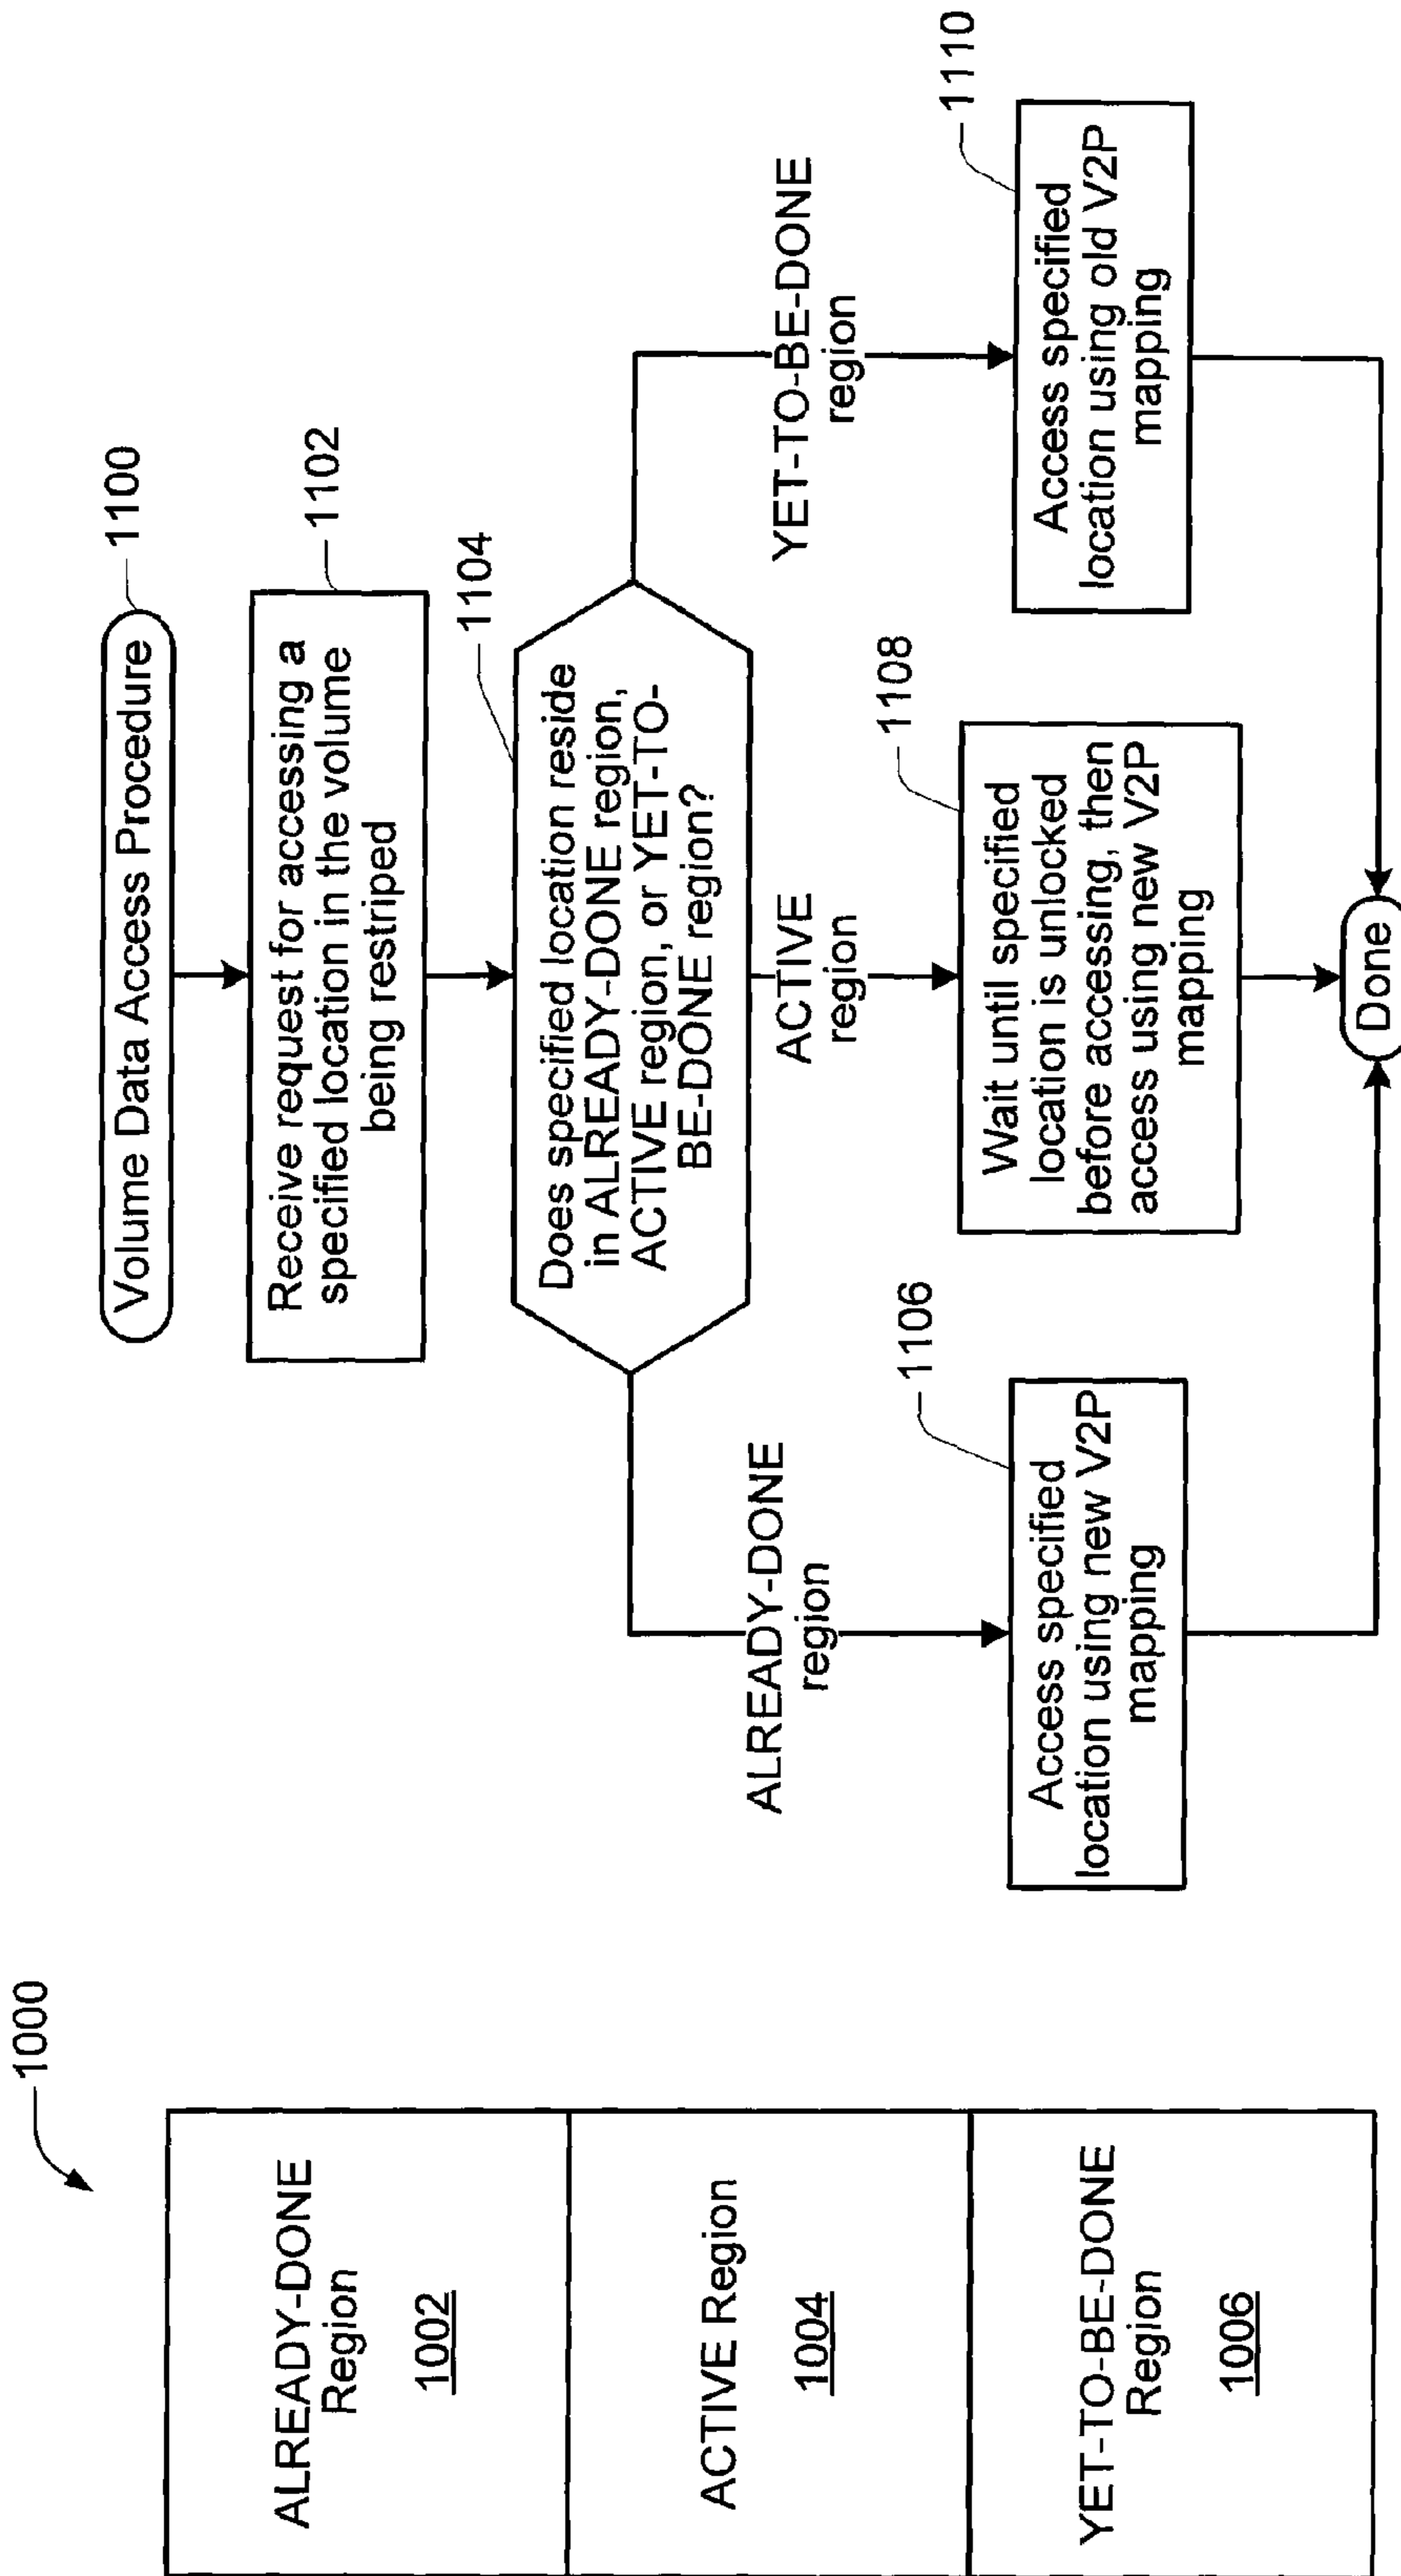 1000
ALREADY-DONE
Region
1002
ACTIVE Region
1004
YET-TO-BE-DONE
Region
1006
Volume Data Access Procedure
1100
Receive request for accessing a
specified location in the volume
being restriped
1102
Does specified location reside
in ALREADY-DONE region,
ACTIVE region, or YET-TO-
BE-DONE region?
1104
ALREADY-DONE
region
ACTIVE
region
YET-TO-BE-DONE
region
Access specified
location using new V2P
mapping
1106
Wait until specified
location is unlocked
before accessing, then
access using new V2P
mapping
1108
Access specified
location using old V2P
mapping
1110
Done